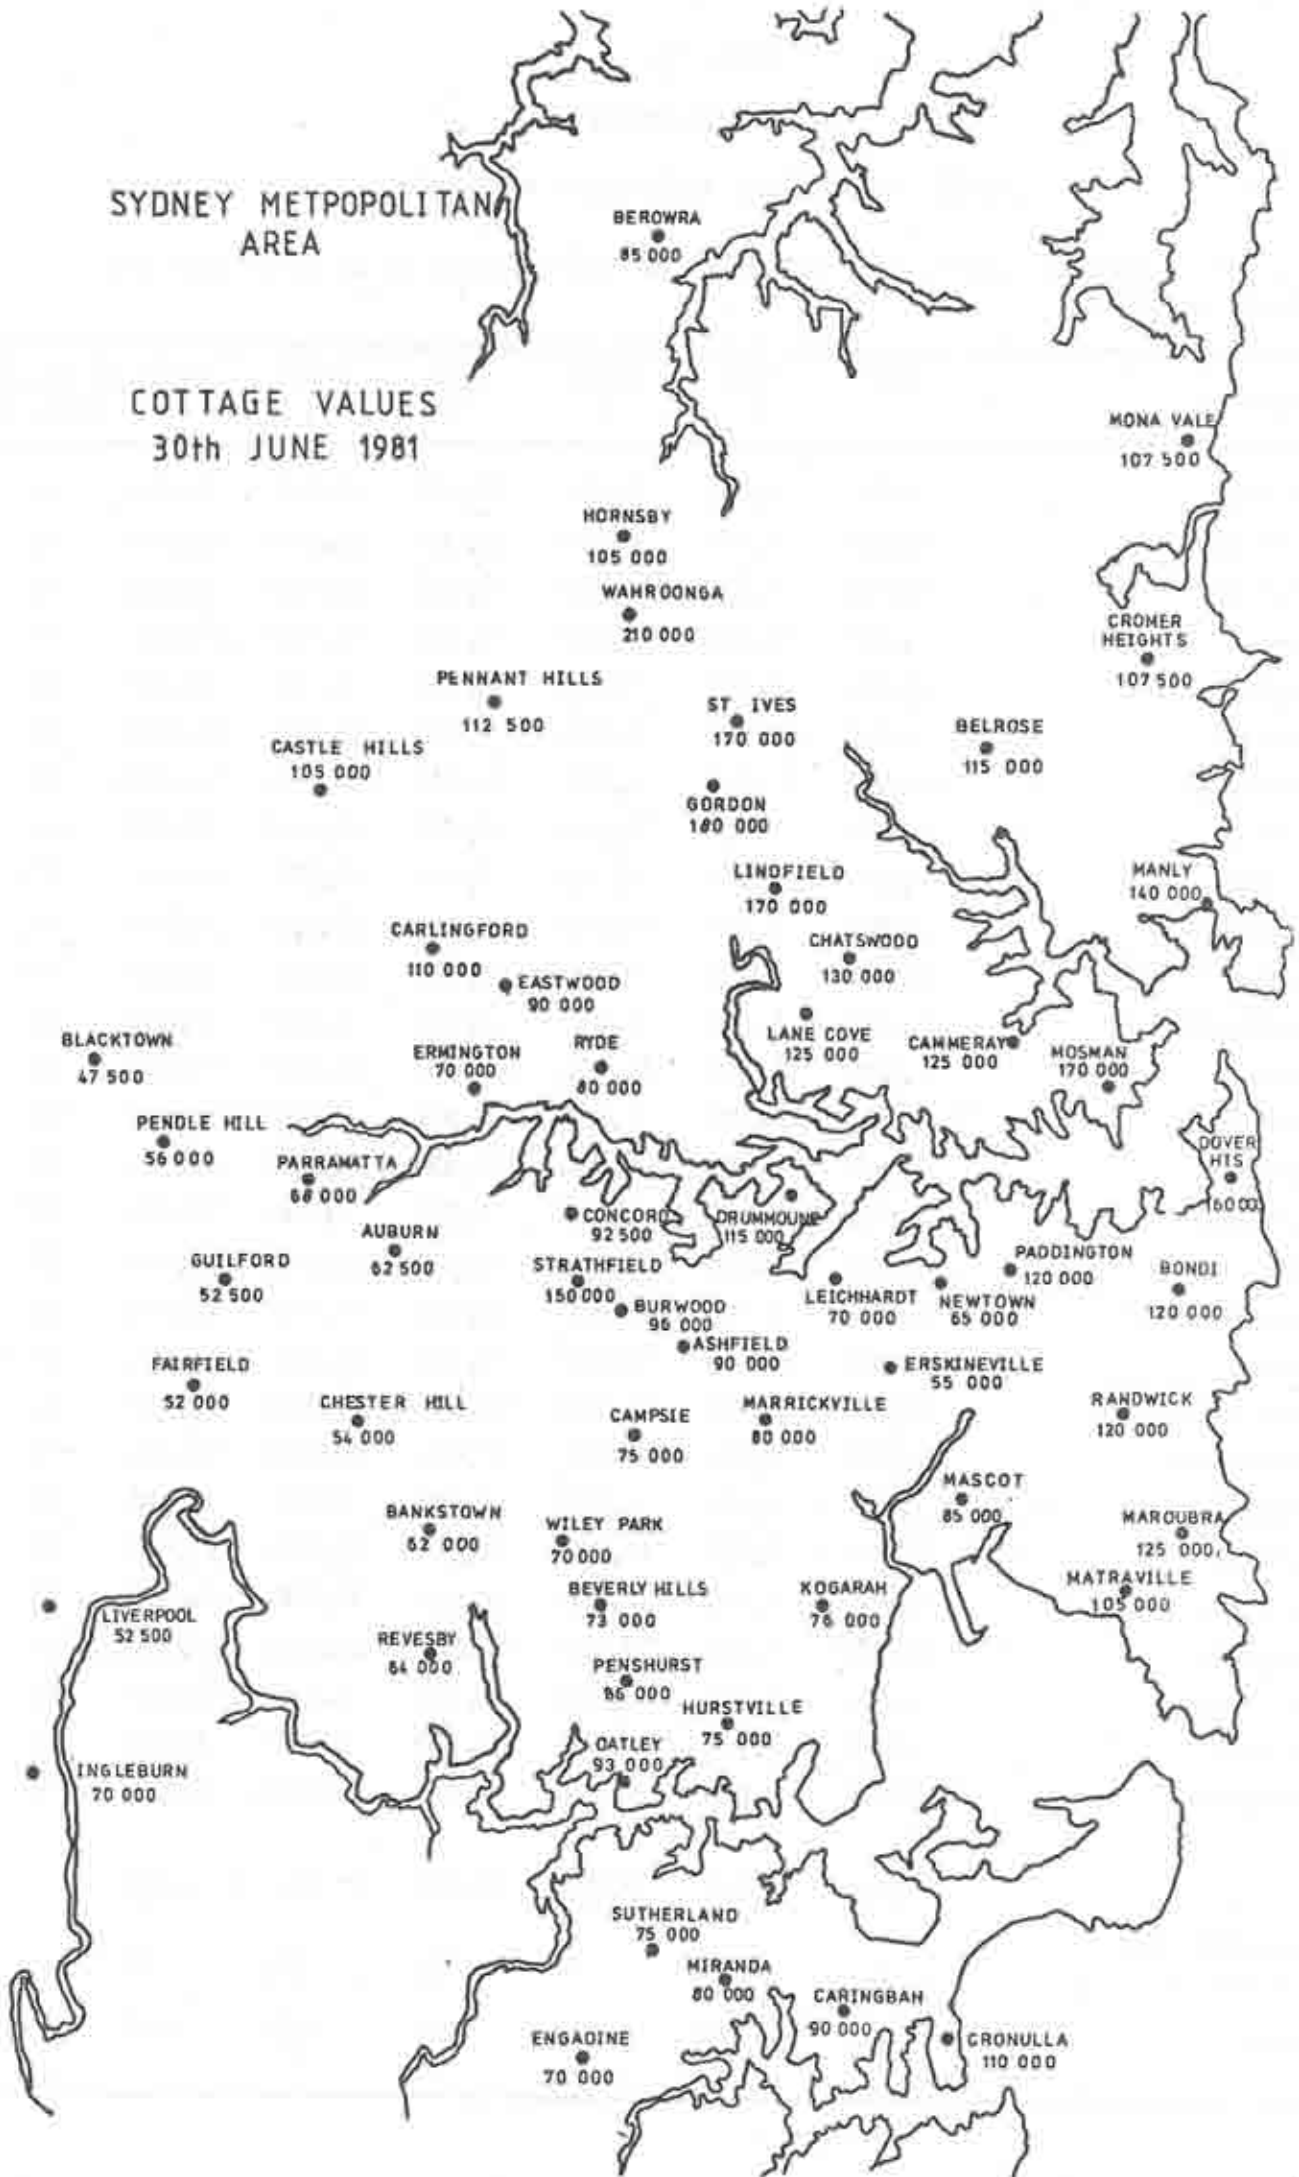 SYDNEY METPOPOLITAN
AREA
BEROWRA
85 000
COTTAGE VALUES
30th JUNE 1981
MONA VALE
107 500
HORNSBY
105 000
WAHROONGA
210 000
CROMER
HEIGHTS
107 500
PENNANT HILLS
112 500
ST IVES
170 000
BELROSE
115 000
CASTLE HILLS
105 000
GORDON
180 000
LINDFIELD
170 000
MANLY
140 000
CARLINGFORD
110 000
CHATSWOOD
130 000
EASTWOOD
90 000
BLACKTOWN
47 500
ERMINGTON
70 000
RYDE
80 000
LANE COVE
125 000
CAMMERAY
125 000
MOSMAN
170 000
PENDLE HILL
56 000
PARRAMATTA
68 000
DOVER
HIS
CONCORD
92 500
DRUMMOUNE
115 000
AUBURN
62 500
GUILFORD
52 500
STRATHFIELD
150 000
PADDINGTON
120 000
BONDI
120 000
BURWOOD
96 000
LEICHHARDT
70 000
NEWTOWN
65 000
ASHFIELD
90 000
FAIRFIELD
52 000
ERSKINEVILLE
55 000
CHESTER HILL
54 000
CAMPSIE
75 000
MARRICKVILLE
80 000
RANDWICK
120 000
MASCOT
85 000
BANKSTOWN
62 000
WILEY PARK
70 000
MAROUBRA
125 000
MATRAVILLE
105 000
BEVERLY HILLS
73 000
KOGARAH
76 000
LIVERPOOL
52 500
REVESBY
64 000
PENSHURST
86 000
HURSTVILLE
75 000
OATLEY
93 000
INGLEBURN
70 000
SUTHERLAND
75 000
MIRANDA
80 000
CARINGBAH
90 000
ENGADINE
70 000
CRONULLA
110 000